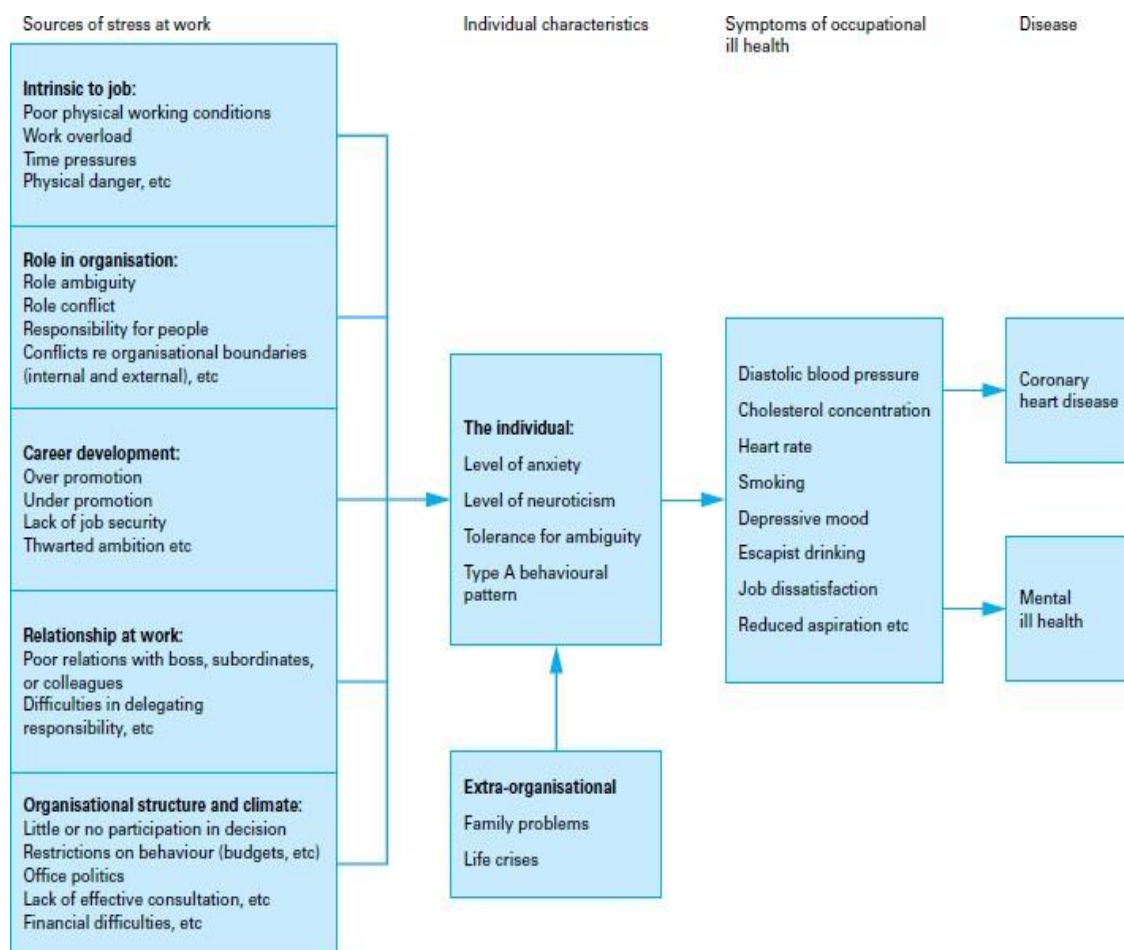 Sources of stress at work
Individual characteristics
Symptoms of occupational
ill health
Disease
Intrinsic to job:
Poor physical working conditions
Work overload
Time pressures
Physical danger, etc
Role in organisation:
Role ambiguity
Role conflict
Responsibility for people
Conflicts re organisational boundaries
(internal and external), etc
Career development:
Over promotion
Under promotion
Lack of job security
Thwarted ambition etc
Relationship at work:
Poor relations with boss, subordinates,
or colleagues
Difficulties in delegating
responsibility, etc
Organisational structure and climate:
Little or no participation in decision
Restrictions on behaviour (budgets, etc)
Office politics
Lack of effective consultation, etc
Financial difficulties, etc
The individual:
Level of anxiety
Level of neuroticism
Tolerance for ambiguity
Type A behavioural
pattern
Extra-organisational
Family problems
Life crises
Diastolic blood pressure
Cholesterol concentration
Heart rate
Smoking
Depressive mood
Escapist drinking
Job dissatisfaction
Reduced aspiration etc
Coronary
heart disease
Mental
ill health